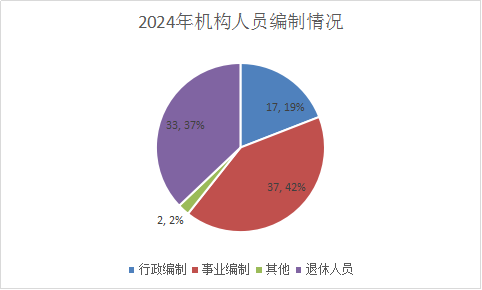 2024年机构人员编制情况
17, 19%
33, 37%
37, 42%
2, 2%
行政编制 事业编制 其他 退休人员